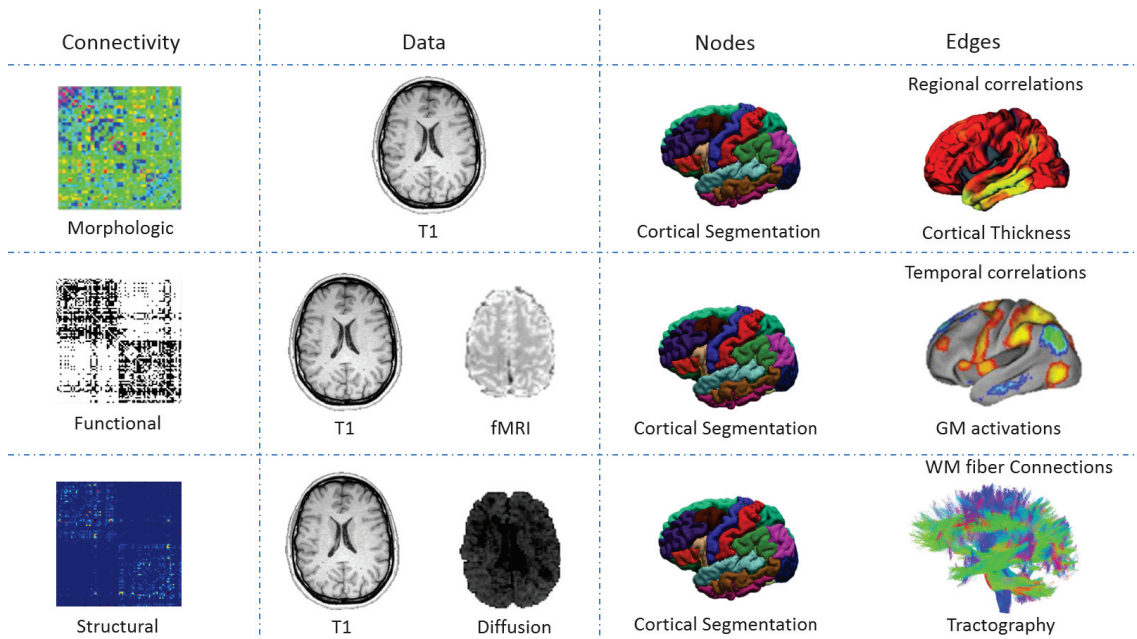 Connectivity
Data
Nodes
Edges
Regional correlations
Morphologic
T1
Cortical Segmentation
Cortical Thickness
Temporal correlations
Functional
T1
fMRI
Cortical Segmentation
GM activations
WM fiber Connections
Structural
T1
Diffusion
Cortical Segmentation
Tractography